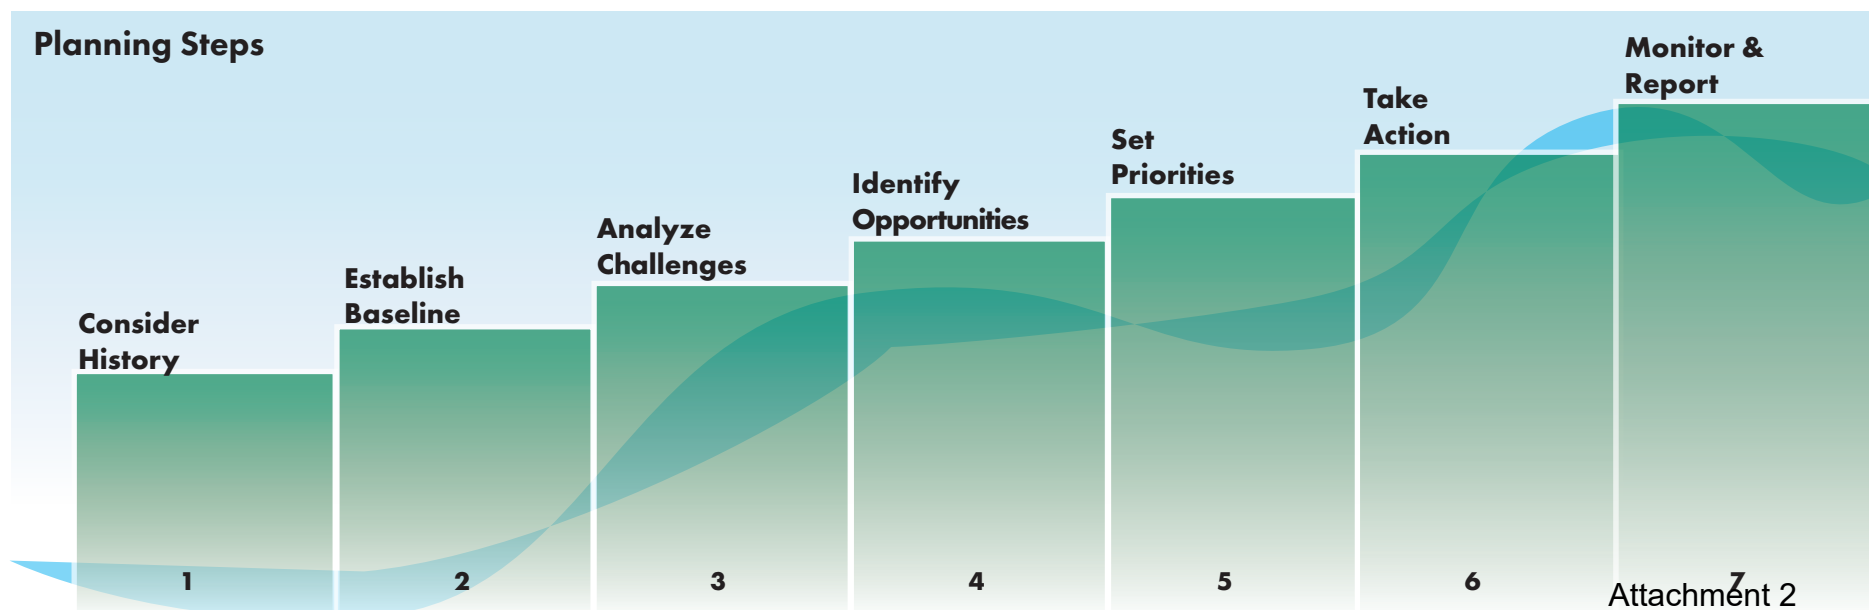 Planning Steps
Consider
History
Establish
Baseline
Analyze
Challenges
Identify
Opportunities
Set
Priorities
Take
Action
Monitor &
Report
1
2
3
4
5
6
7
Attachment 2